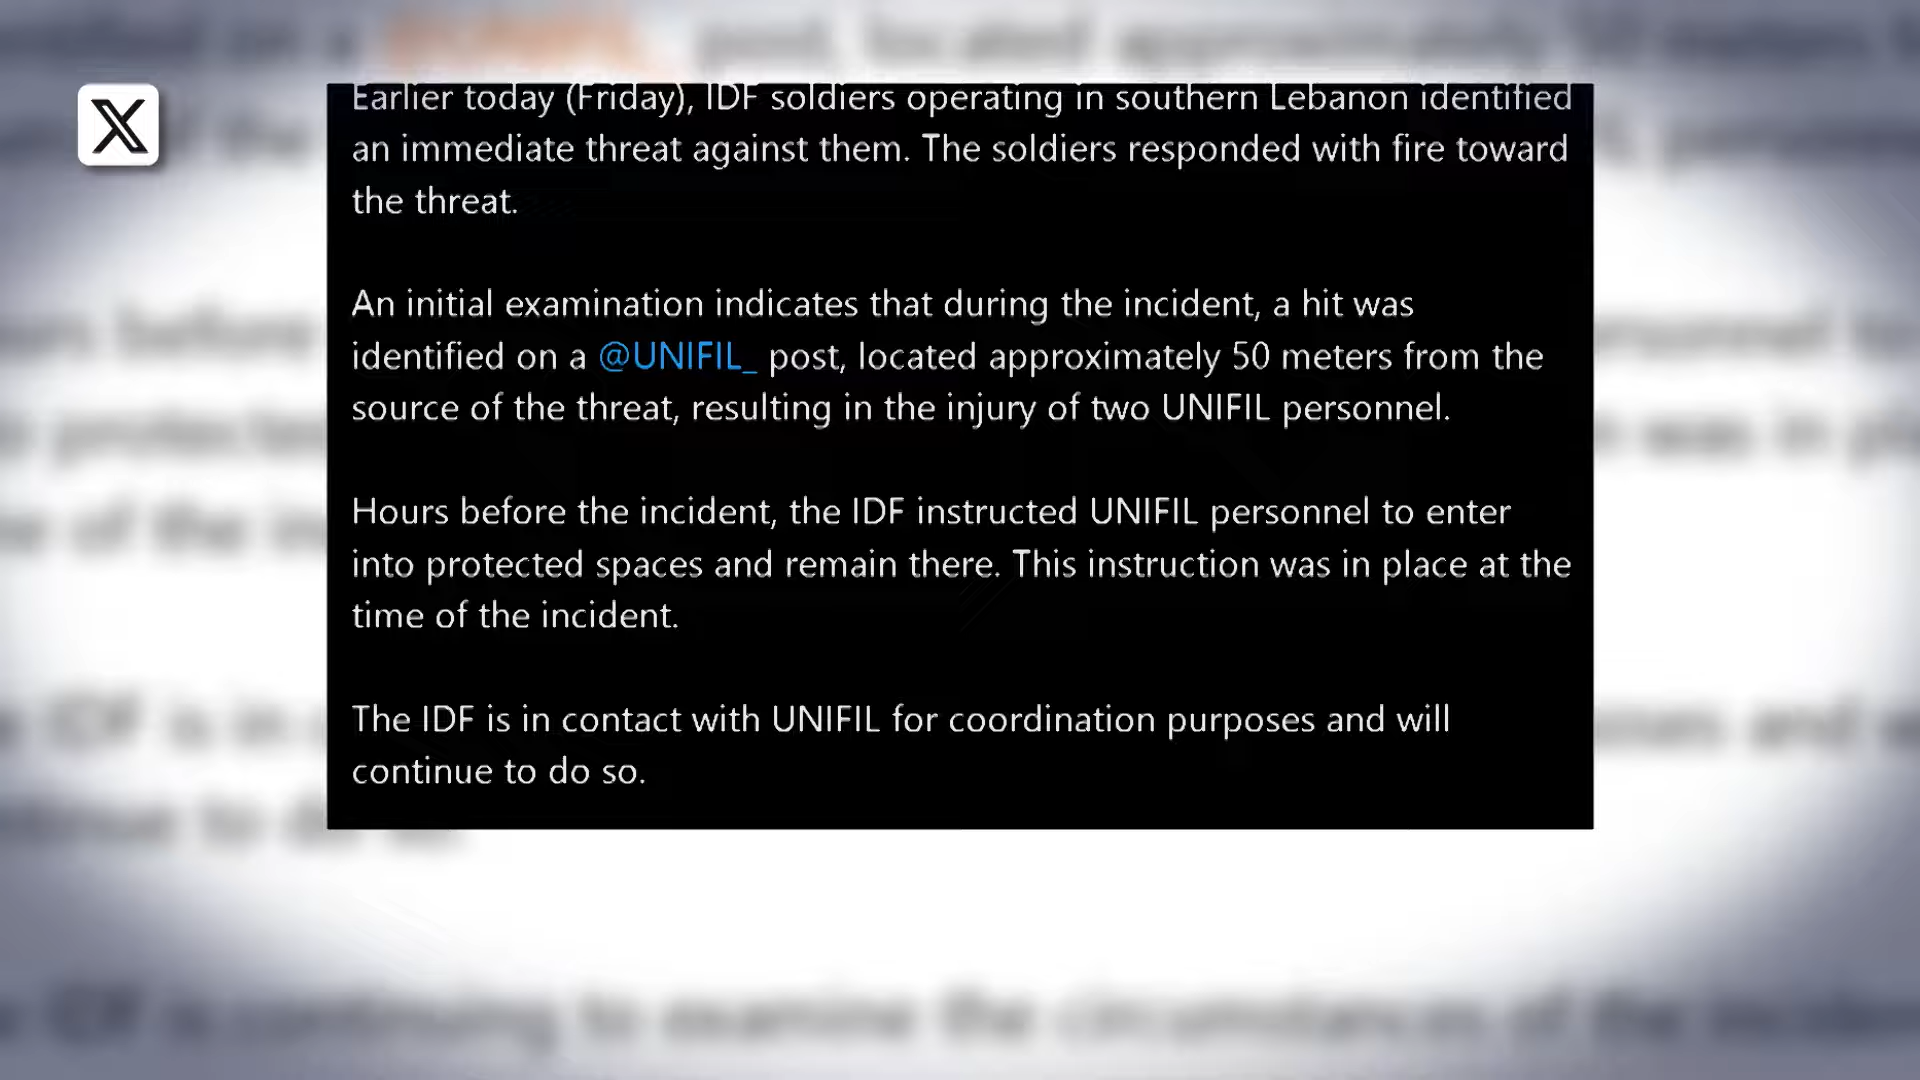 Earlier today (Friday), IDF soldiers operating in southern Lebanon identified
an immediate threat against them. The soldiers responded with fire toward
the threat.
An initial examination indicates that during the incident, a hit was
identified on a @UNIFIL_ post, located approximately 50 meters from the
source of the threat, resulting in the injury of two UNIFIL personnel.
Hours before the incident, the IDF instructed UNIFIL personnel to enter
into protected spaces and remain there. This instruction was in place at the
time of the incident.
The IDF is in contact with UNIFIL for coordination purposes and will
continue to do so.